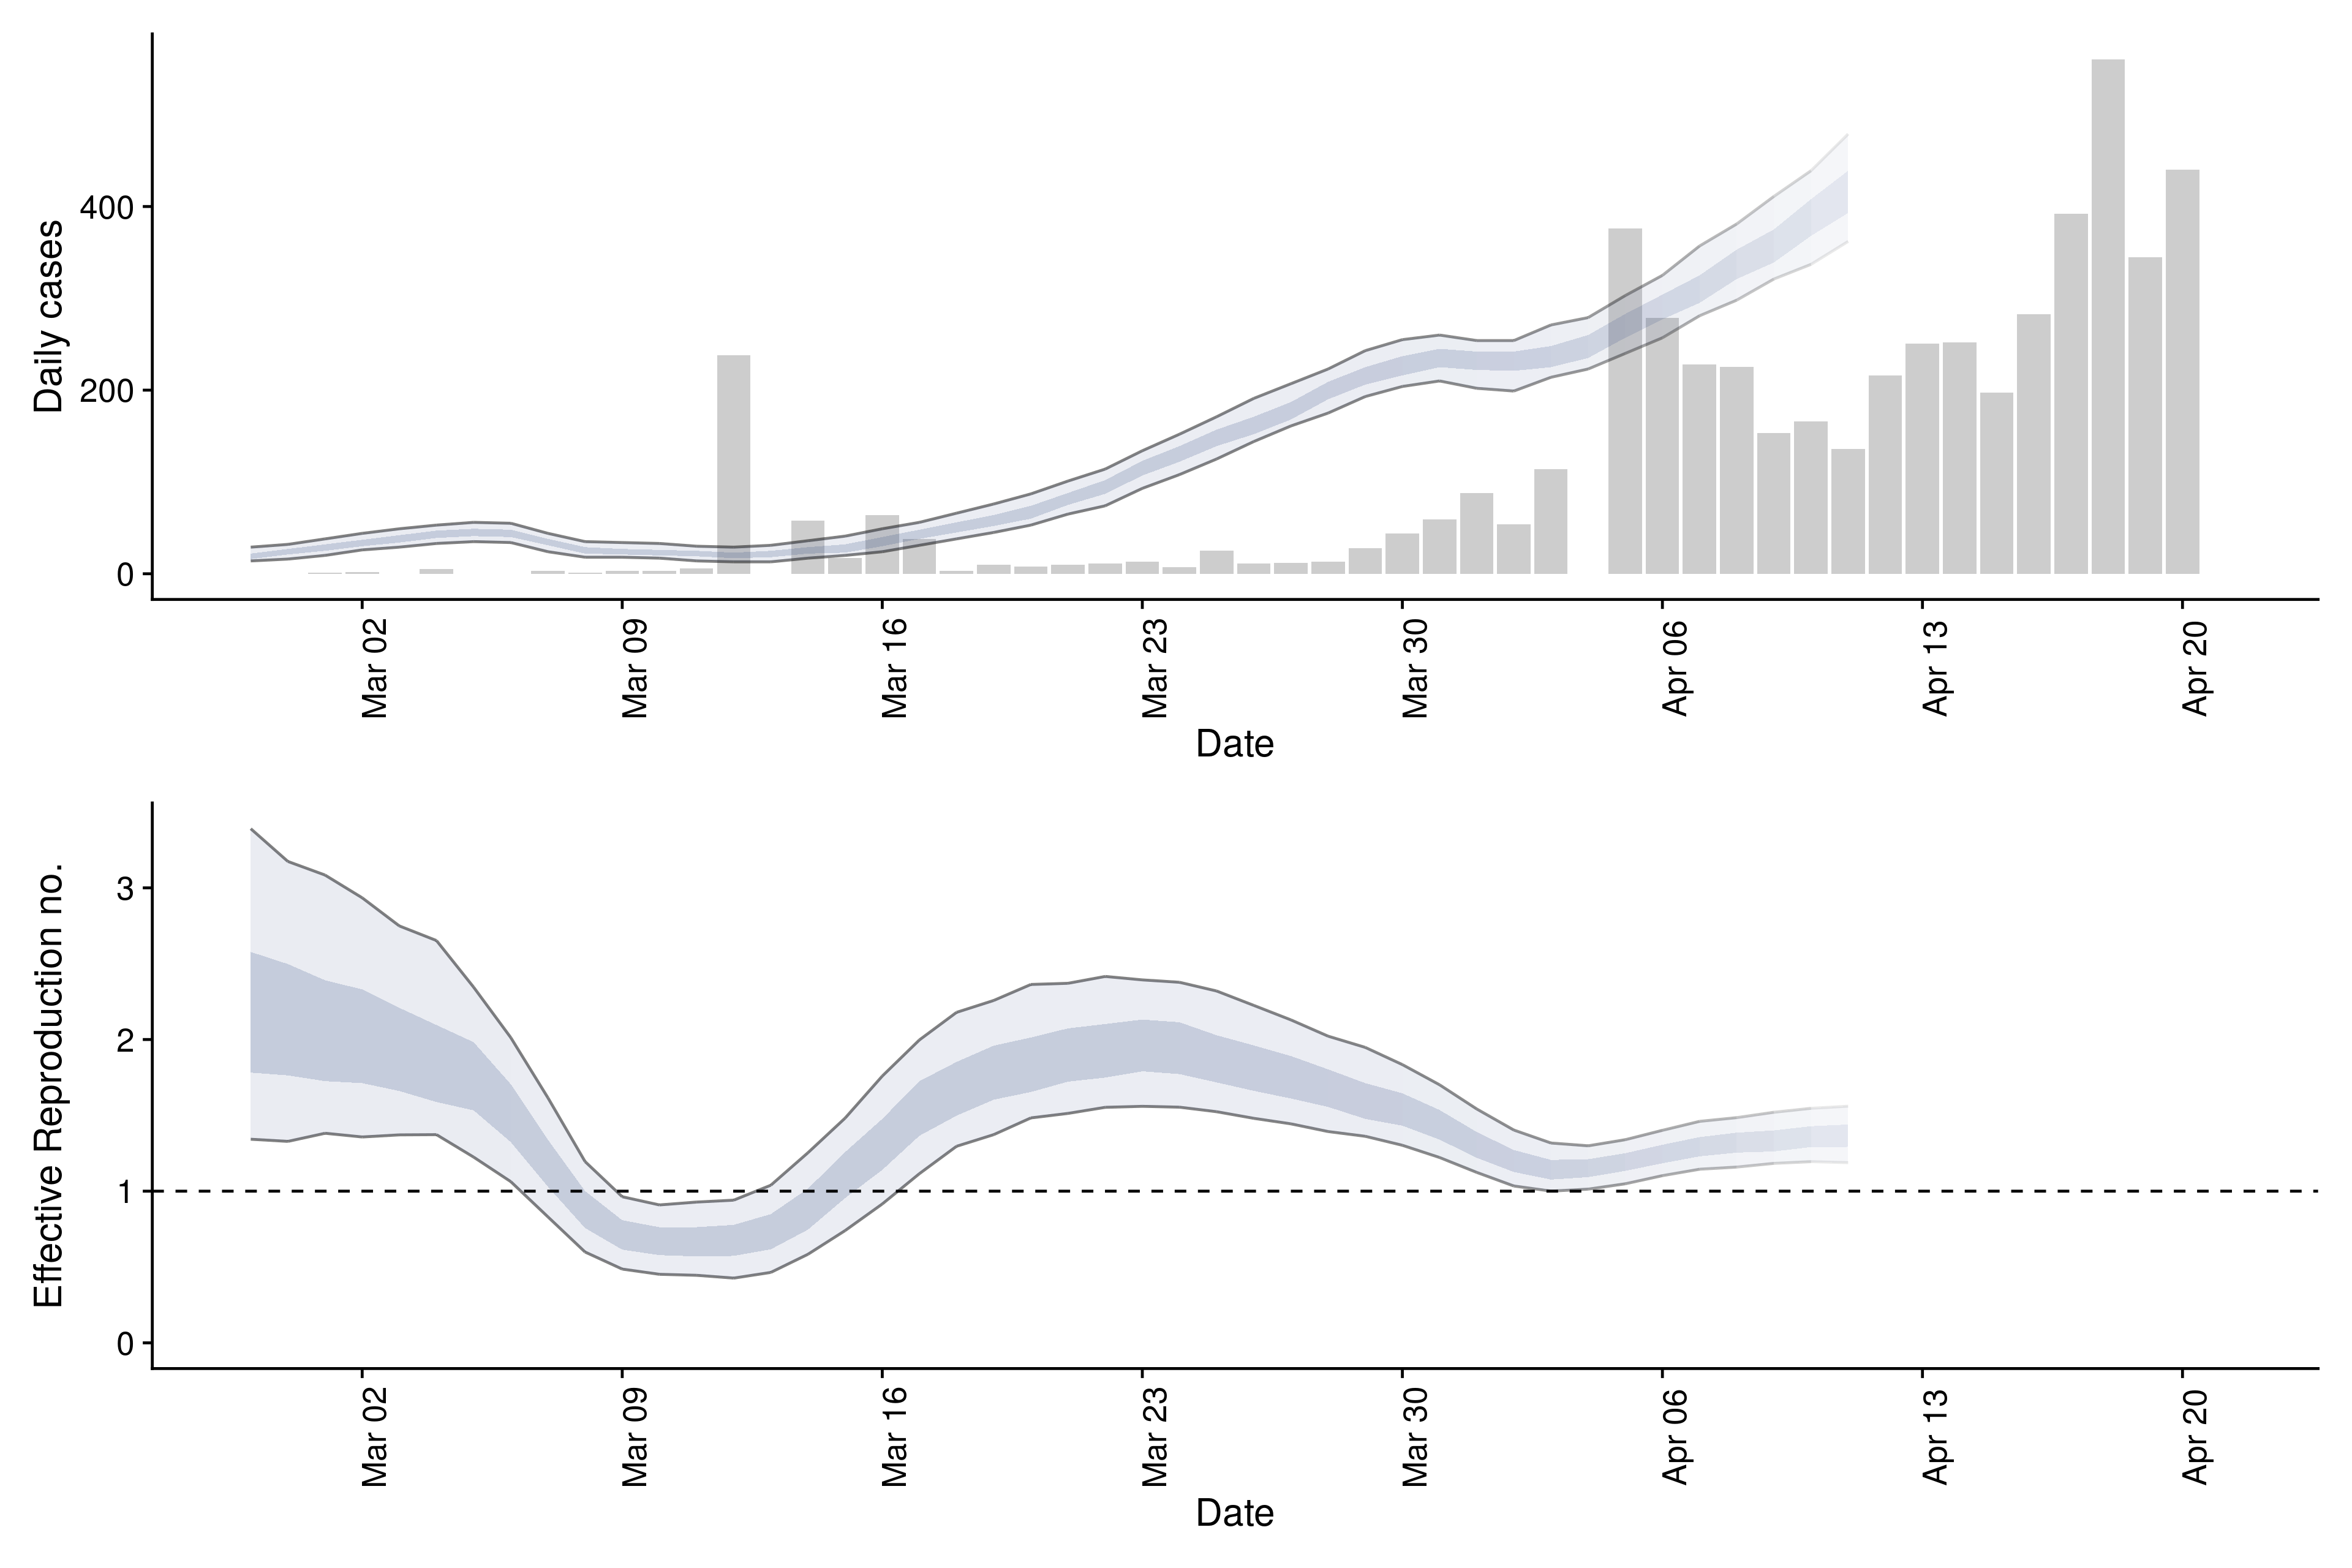 Daily cases
400
200
0
Mar 02
Mar 09
Mar 16
Mar 23
Mar 30
Apr 06
Apr 13
Apr 20
Date
Effective Reproduction no.
3
2
1
0
Mar 02
Mar 09
Mar 16
Mar 23
Mar 30
Apr 06
Apr 13
Apr 20
Date